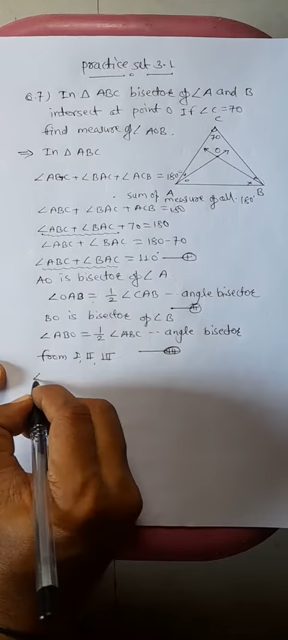 practice set 3.1
Q.7) In △ ABC bisector of ∠A and B
intersect at point O If ∠C = 70
find measure of ∠AOB.
C
70
O
A
B
⇒ In △ ABC
∠ABC + ∠BAC + ∠ACB = 180°
∴ sum of measure of all 180°
∠ABC + ∠BAC + ACB = 180
∠ABC + ∠BAC + 70 = 180
∠ABC + ∠BAC = 180-70
∠ABC + ∠BAC = 110° — I
AO is bisector of ∠A
∠OAB = 1/2 ∠CAB -- angle bisector
— II
BO is bisector of ∠B
∠ABO = 1/2 ∠ABC -- angle bisector
from I, II, III — III
∠